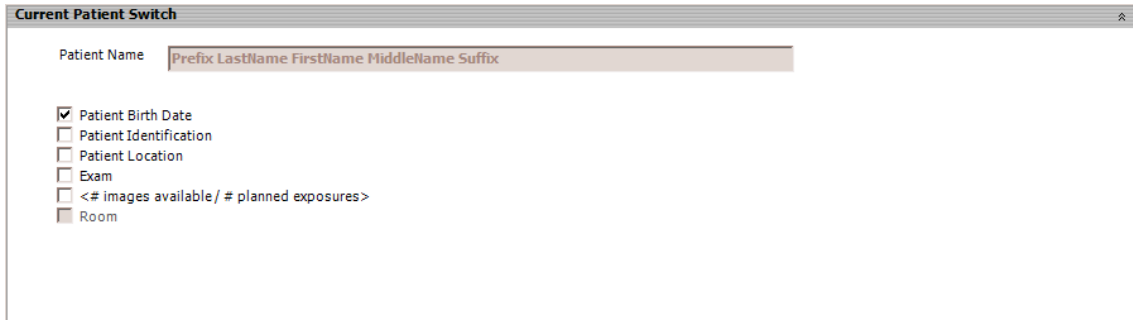 Current Patient Switch
Patient Name Prefix LastName FirstName MiddleName Suffix
Patient Birth Date
Patient Identification
Patient Location
Exam
<# images available / # planned exposures>
Room